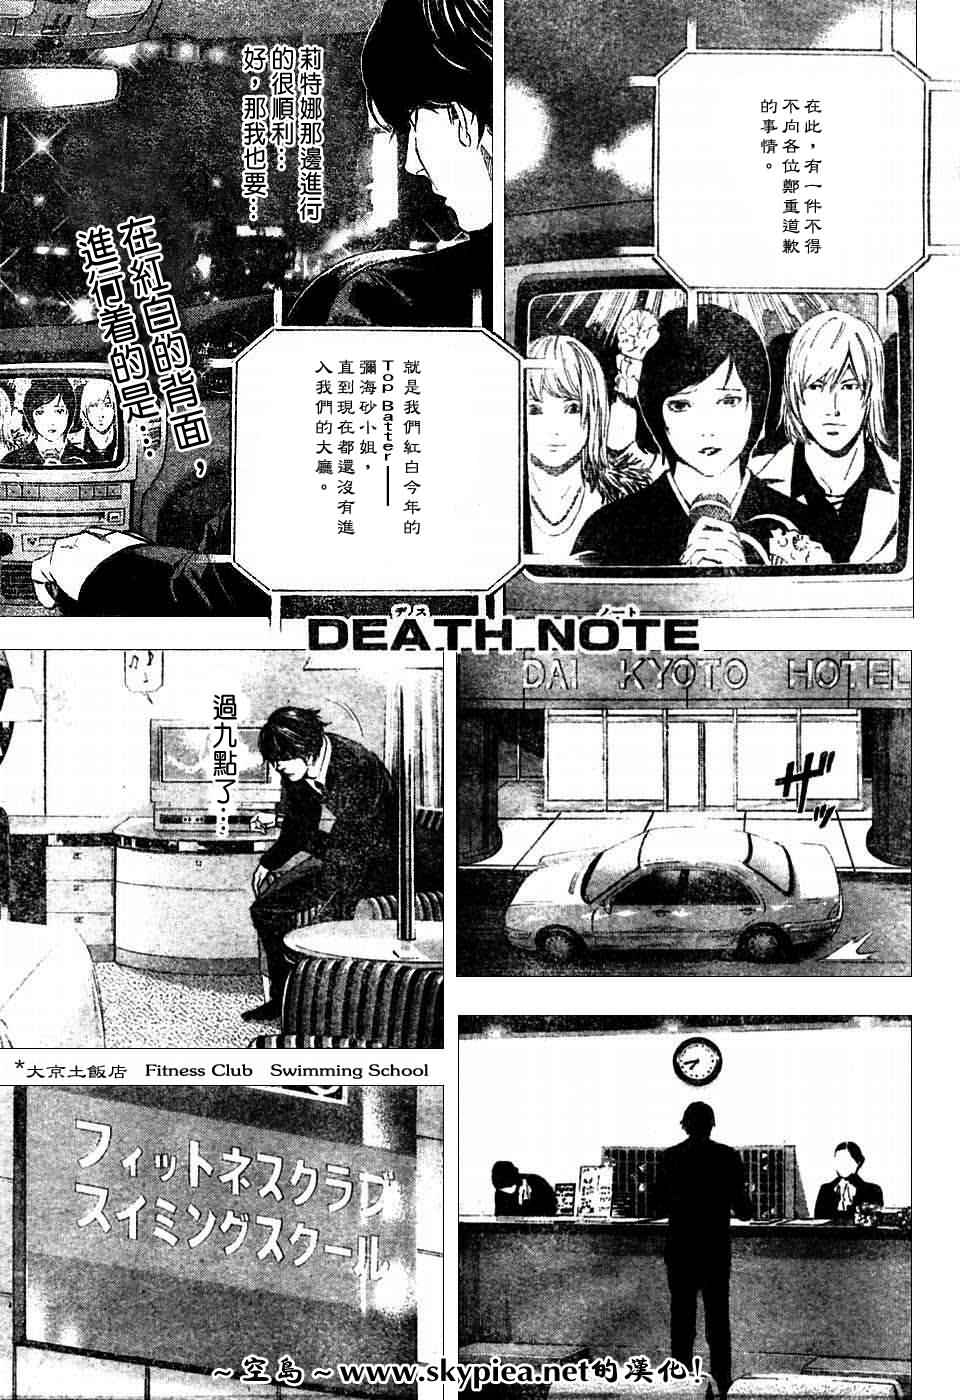 在此，有一件不得
不向各位鄭重道歉
的事情。
就是我們紅白今年的
Top Batter——
彌海砂小姐，
直到現在都還沒有進
入我們的大廳。
莉特娜那邊進行
的很順利…
好，那我也要…
在紅白的背面，
進行着的是…
デス ノート
DEATH NOTE
DAI KYOTO HOTEL
ザッ
過九點了…
*大京土飯店 Fitness Club Swimming School
フィットネスクラブ
スイミングスクール
~空島~www.skypiea.net的漢化!